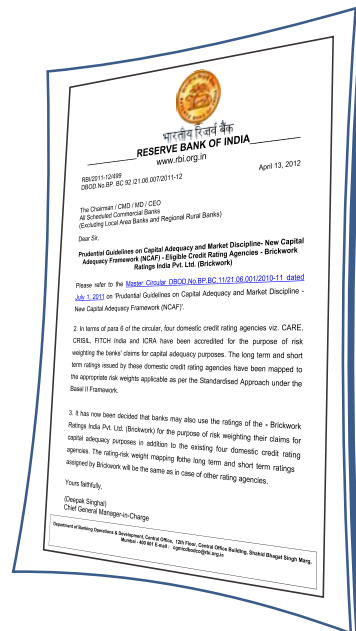 भारतीय रिज़र्व बैंक
RESERVE BANK OF INDIA
www.rbi.org.in
RBI/2011-12/499
DBOD.No.BP. BC 92 /21.06.007/2011-12
April 13, 2012
The Chairman / CMD / MD / CEO
All Scheduled Commercial Banks
(Excluding Local Area Banks and Regional Rural Banks)
Dear Sir,
Prudential Guidelines on Capital Adequacy and Market Discipline- New Capital
Adequacy Framework (NCAF) - Eligible Credit Rating Agencies - Brickwork
Ratings India Pvt. Ltd. (Brickwork)
Please refer to the Master Circular DBOD.No.BP.BC.11/21.06.001/2010-11 dated
July 1, 2011 on 'Prudential Guidelines on Capital Adequacy and Market Discipline -
New Capital Adequacy Framework (NCAF)'.
2. In terms of para 6 of the circular, four domestic credit rating agencies viz. CARE,
CRISIL, FITCH India and ICRA have been accredited for the purpose of risk
weighting the banks' claims for capital adequacy purposes. The long term and short
term ratings issued by these domestic credit rating agencies have been mapped to
the appropriate risk weights applicable as per the Standardised Approach under the
Basel II Framework.
3. It has now been decided that banks may also use the ratings of the - Brickwork
Ratings India Pvt. Ltd. (Brickwork) for the purpose of risk weighting their claims for
capital adequacy purposes in addition to the existing four domestic credit rating
agencies. The rating-risk weight mapping fothe long term and short term ratings
assigned by Brickwork will be the same as in case of other rating agencies.
Yours faithfully,
(Deepak Singhal)
Chief General Manager-in-Charge
Department of Banking Operations & Development, Central Office, 12th Floor, Central Office Building, Shahid Bhagat Singh Marg,
Mumbai - 400 001 E-mail : cgmicdbodco@rbi.org.in